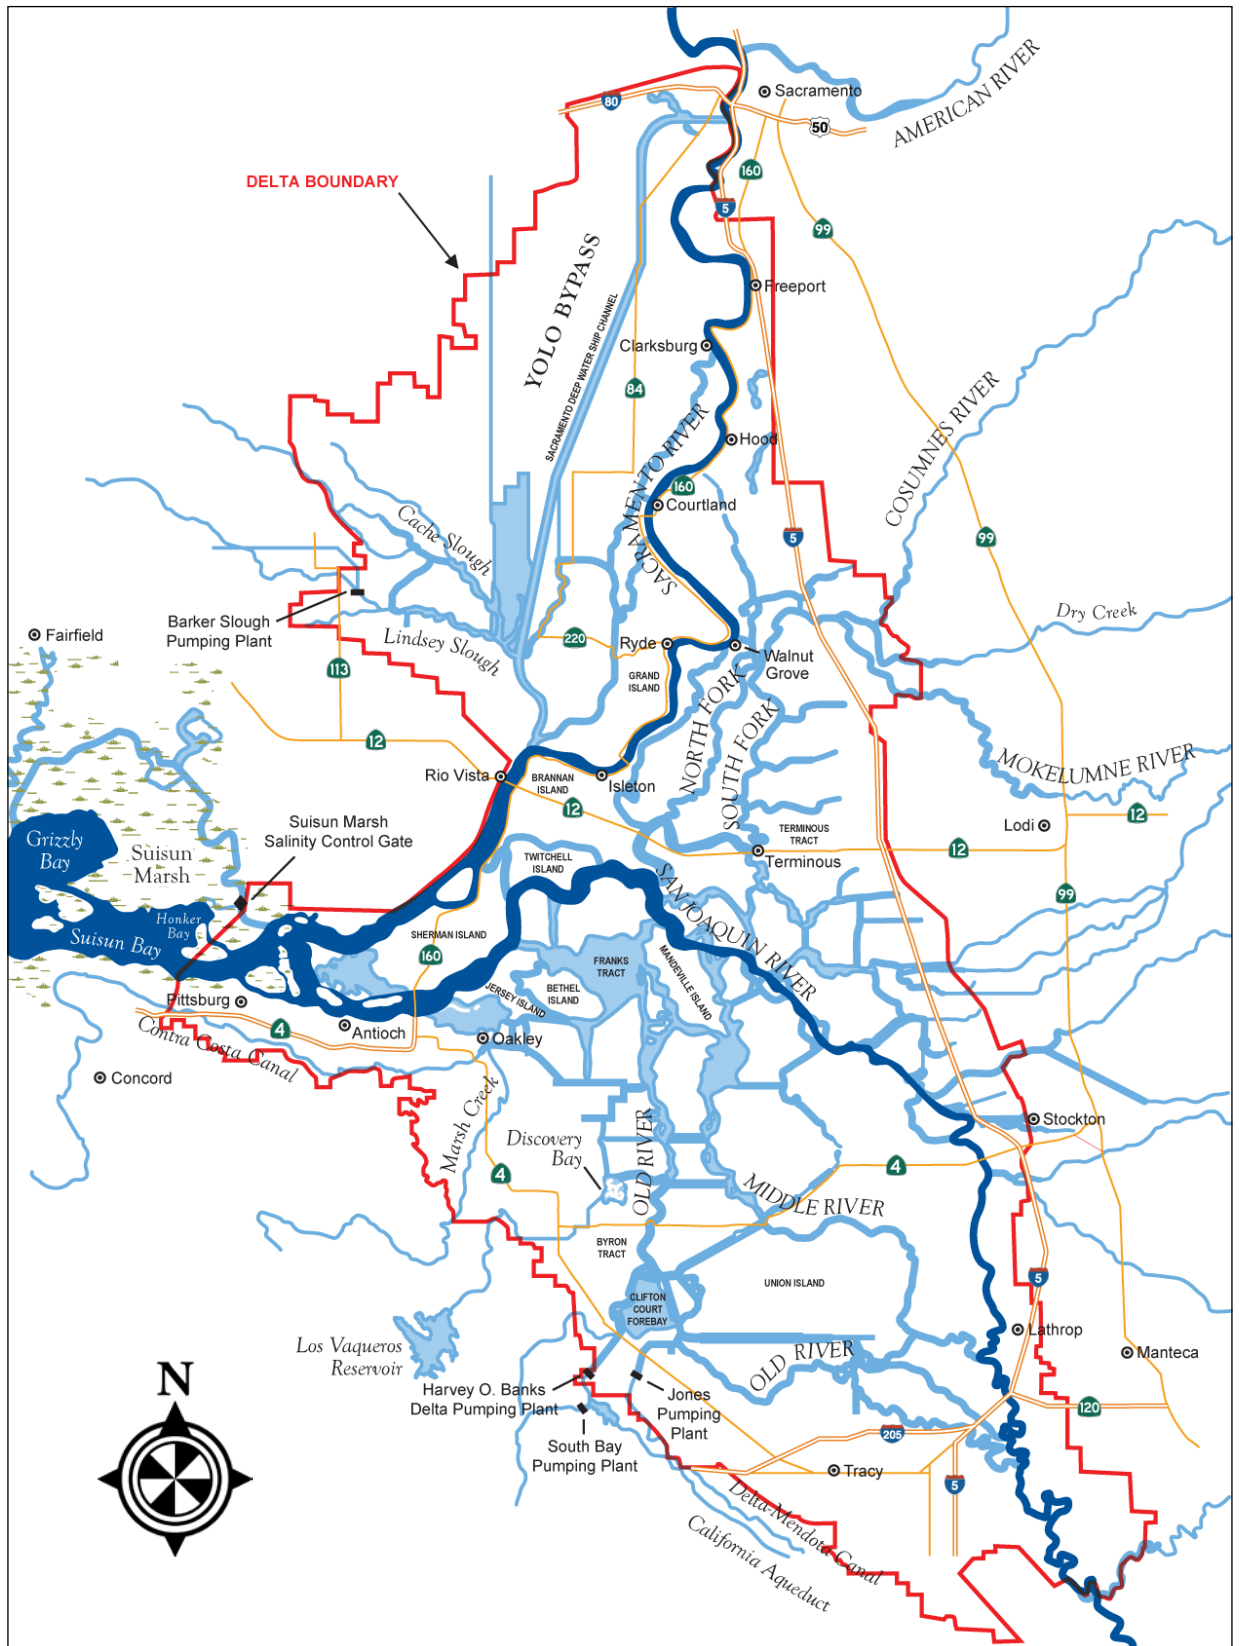 Sacramento
AMERICAN RIVER
80
50
160
DELTA BOUNDARY
5
99
YOLO BYPASS
Freeport
SACRAMENTO DEEP WATER SHIP CHANNEL
Clarksburg
84
COSUMNES RIVER
SACRAMENTO RIVER
Hood
160
Courtland
Cache Slough
5
99
Barker Slough
Pumping Plant
Dry Creek
Fairfield
Lindsey Slough
220
Ryde
Walnut
Grove
113
GRAND
ISLAND
NORTH FORK
SOUTH FORK
12
MOKELUMNE RIVER
Rio Vista
BRANNAN
ISLAND
Isleton
12
12
Suisun Marsh
Salinity Control Gate
TERMINOUS
TRACT
Lodi
Grizzly
Bay
Suisun
Marsh
TWITCHELL
ISLAND
Terminous
12
99
SAN JOAQUIN RIVER
Honker
Bay
Suisun Bay
SHERMAN ISLAND
160
FRANKS
TRACT
MANDEVILLE ISLAND
BETHEL
ISLAND
JERSEY ISLAND
Pittsburg
4
Antioch
Contra Costa Canal
Oakley
Concord
Marsh Creek
Stockton
Discovery
Bay
OLD RIVER
4
4
MIDDLE RIVER
BYRON
TRACT
UNION ISLAND
5
CLIFTON
COURT
FOREBAY
Lathrop
Los Vaqueros
Reservoir
OLD RIVER
Manteca
N
Harvey O. Banks
Delta Pumping Plant
Jones
Pumping
Plant
120
205
South Bay
Pumping Plant
Tracy
5
Delta-Mendota Canal
California Aqueduct